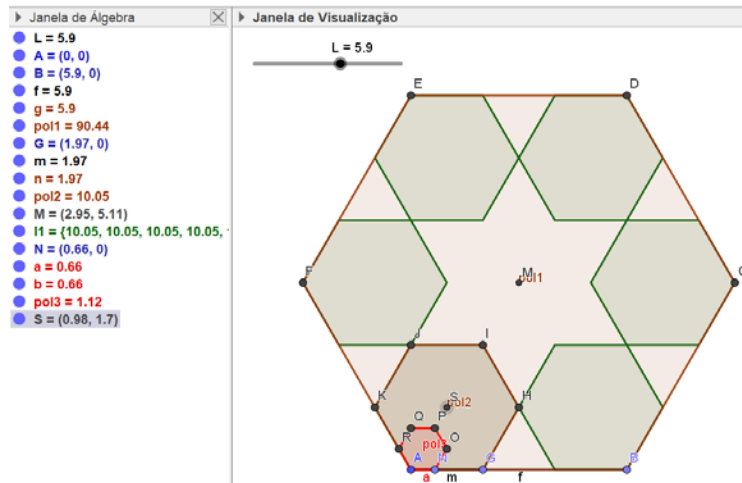 Janela de Álgebra
L = 5.9
A = (0, 0)
B = (5.9, 0)
f = 5.9
g = 5.9
pol1 = 90.44
G = (1.97, 0)
m = 1.97
n = 1.97
pol2 = 10.05
M = (2.95, 5.11)
l1 = {10.05, 10.05, 10.05, 10.05,
N = (0.66, 0)
a = 0.66
b = 0.66
pol3 = 1.12
S = (0.98, 1.7)
Janela de Visualização
L = 5.9
E D
F M pol1 C
J I
K S pol2 H
Q P
R pol3 O
A N G B
a m f